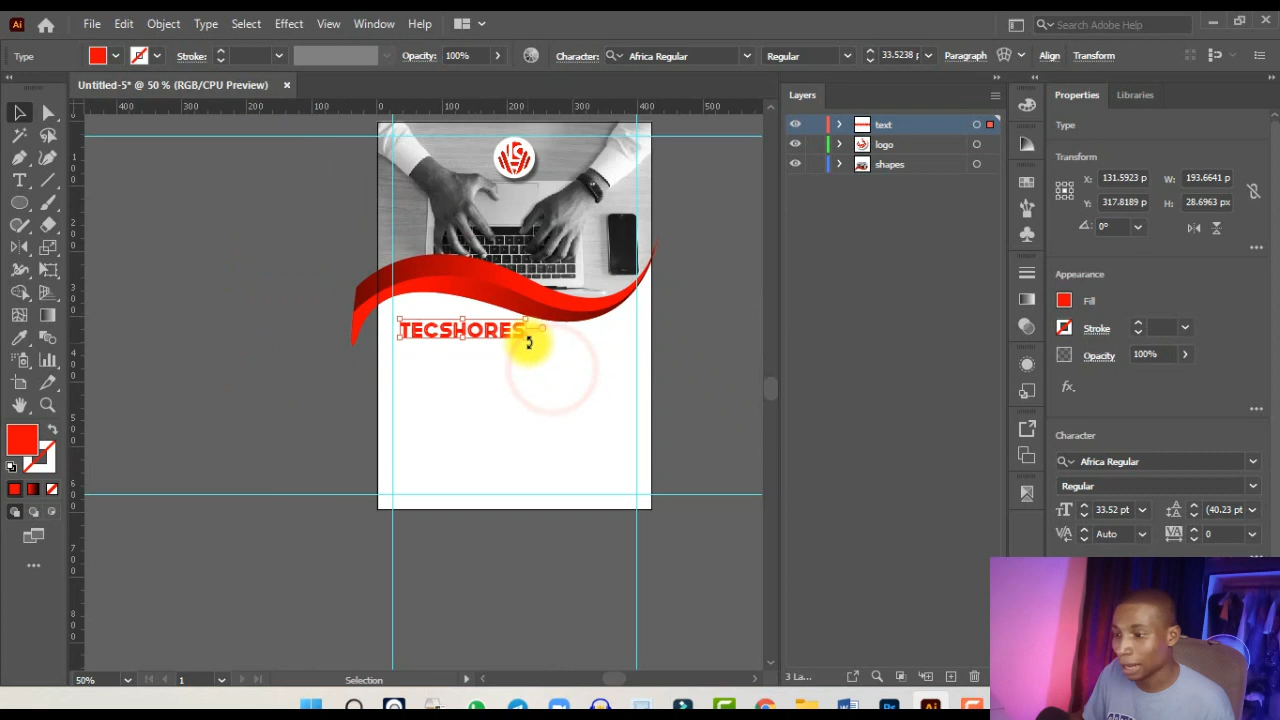 Ai File Edit Object Type Select Effect View Window Help Search Adobe Help
Type Stroke: Opacity: 100% Character: Africa Regular Regular 33.5238 p Paragraph Align Transform
Untitled-5* @ 50 % (RGB/CPU Preview)
400 300 200 100 0 100 200 300 400 500
Layers
text
logo
shapes
Properties Libraries
Type
Transform
X: 131.5923 p W: 193.6641 p
Y: 317.8189 p H: 28.6963 px
0°
Appearance
Fill
Stroke
Opacity 100%
fx.
Character
Africa Regular
Regular
33.52 pt (40.23 pt
Auto 0
TECSHORES
50% 1 Selection
3 La...